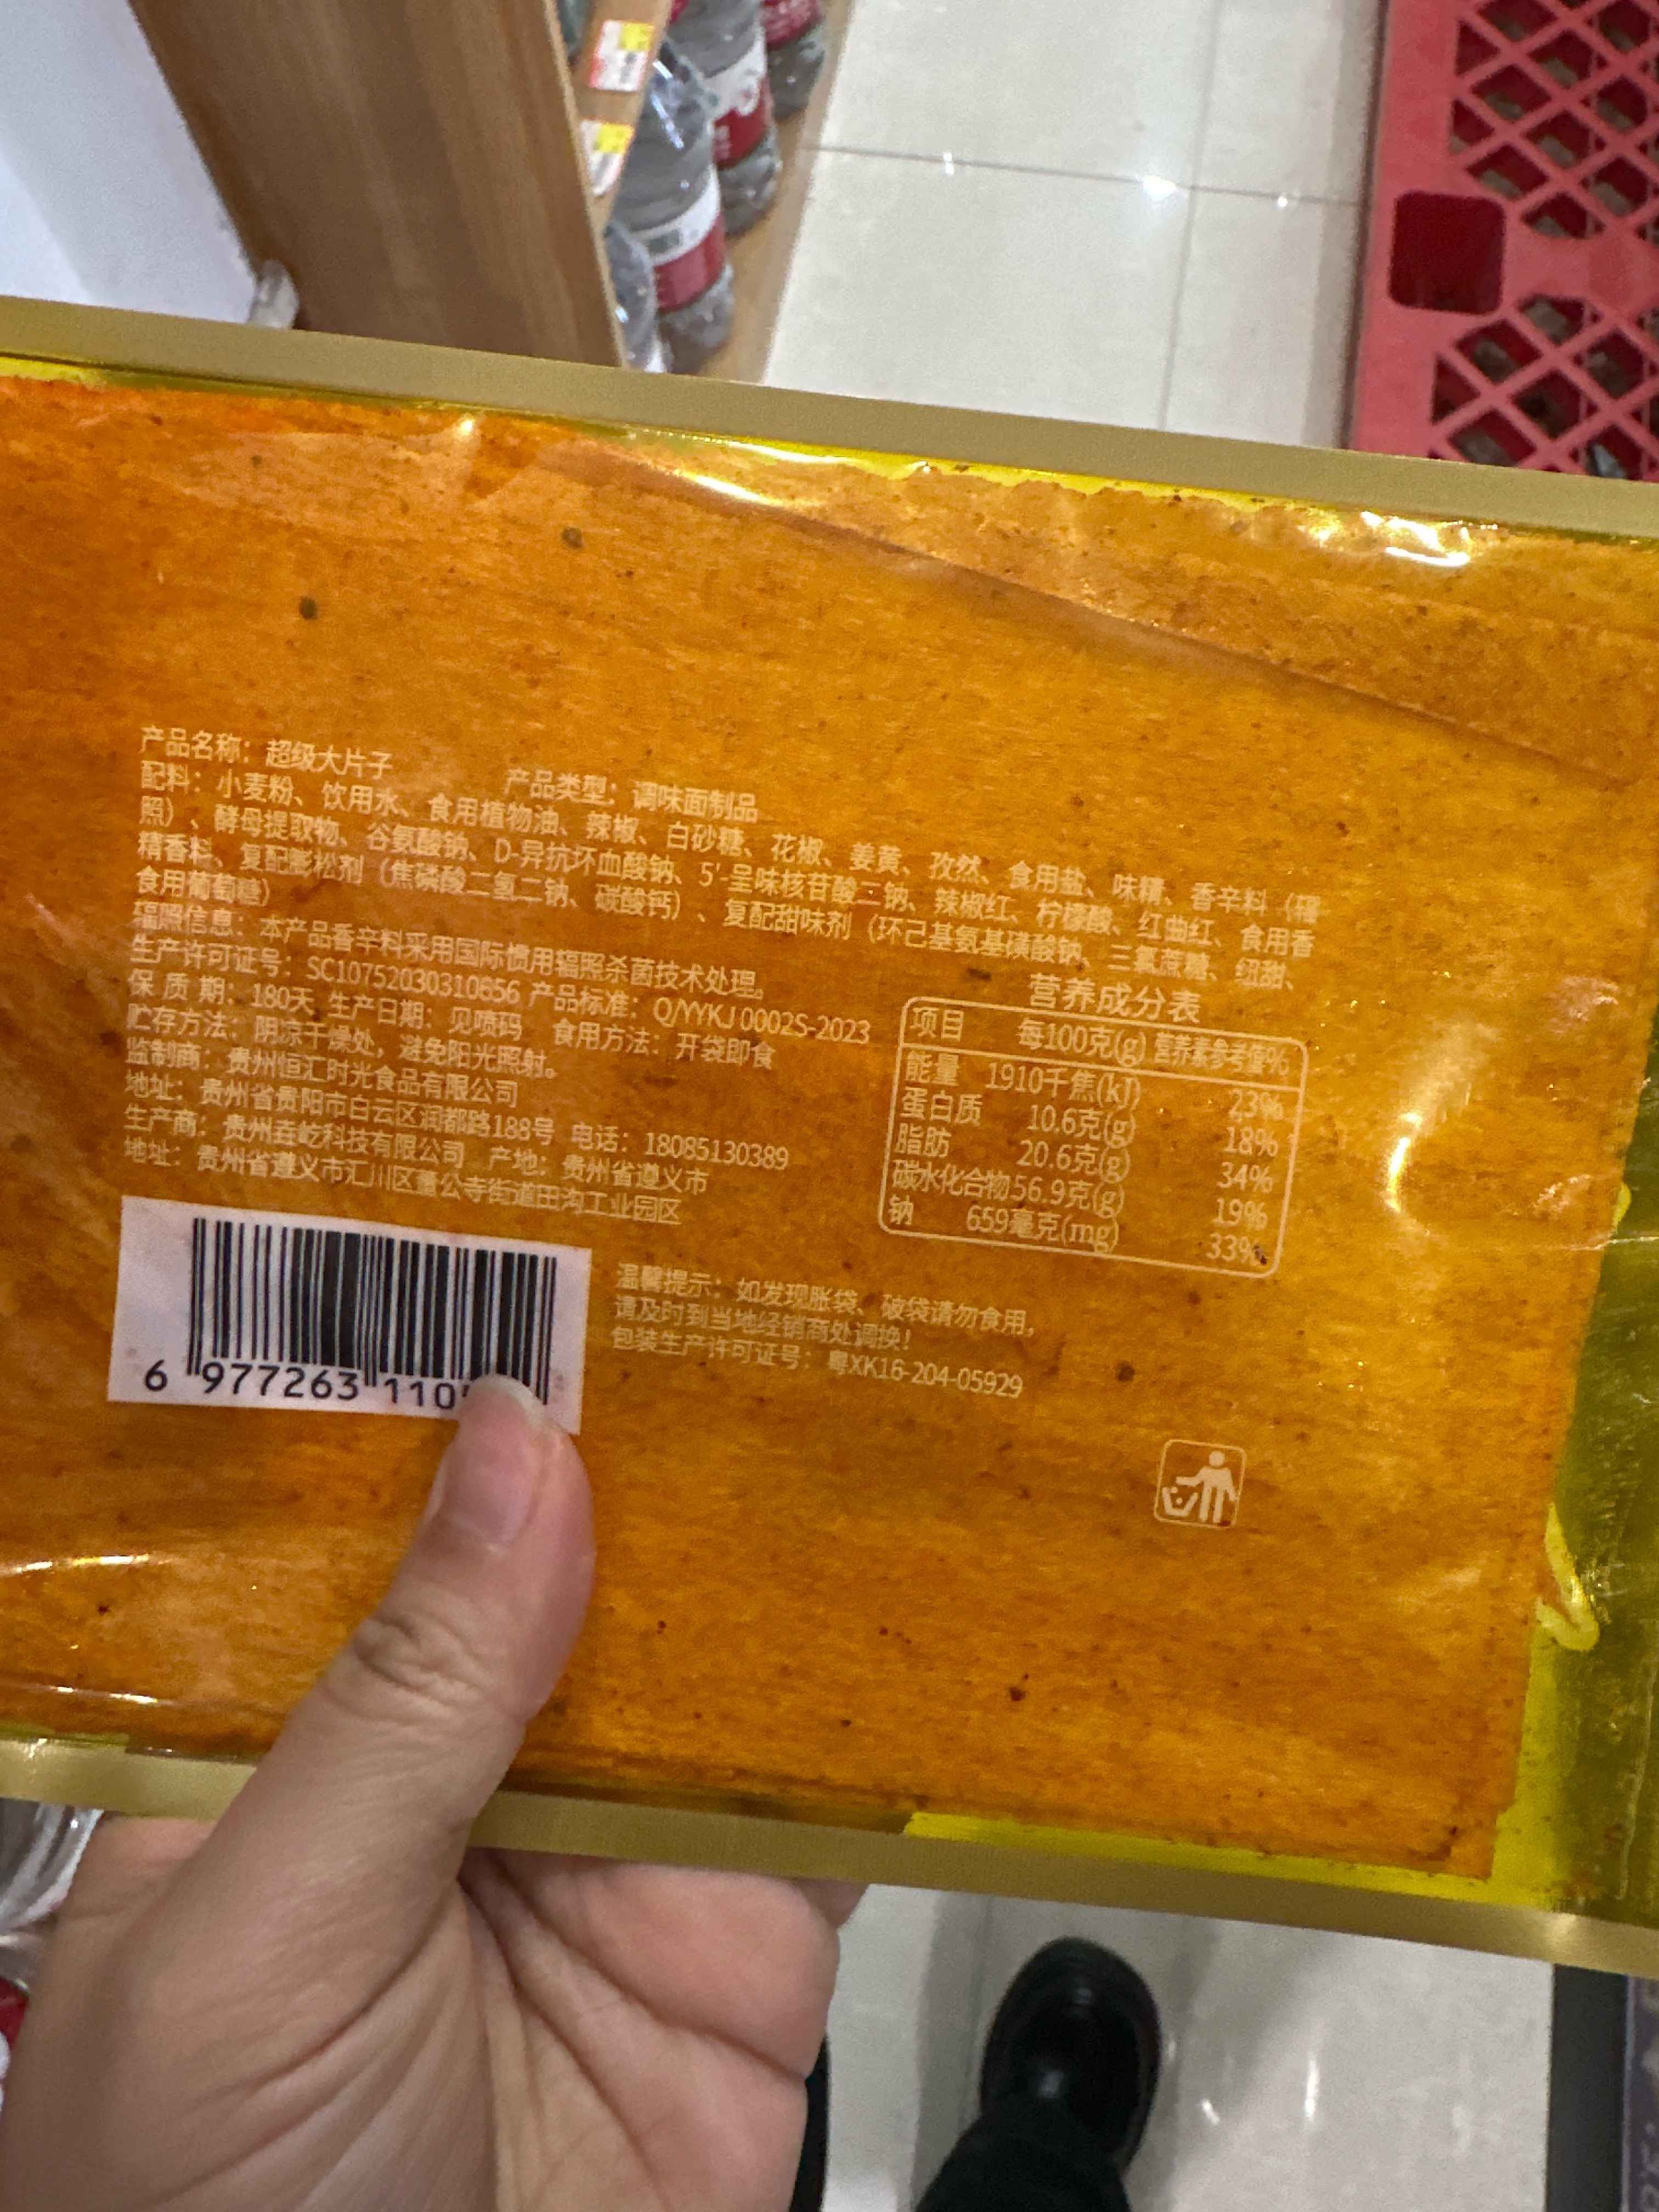 产品名称：超级大片子 产品类型：调味面制品
配料：小麦粉、饮用水、食用植物油、辣椒、白砂糖、花椒、姜黄、孜然、食用盐、味精、香辛料（辐
照）、酵母提取物、谷氨酸钠、D-异抗坏血酸钠、5'-呈味核苷酸二钠、辣椒红、柠檬酸、红曲红、食用香
精香料、复配膨松剂（焦磷酸二氢二钠、碳酸钙）、复配甜味剂（环己基氨基磺酸钠、三氯蔗糖、纽甜、
食用葡萄糖）
辐照信息：本产品香辛料采用国际惯用辐照杀菌技术处理。
生产许可证号：SC10752030310656 产品标准：Q/YYKJ 0002S-2023
保 质 期：180天 生产日期：见喷码 食用方法：开袋即食
贮存方法：阴凉干燥处，避免阳光照射。
监制商：贵州恒汇时光食品有限公司
地址：贵州省贵阳市白云区润都路188号 电话：18085130389
生产商：贵州垚屹科技有限公司 产地：贵州省遵义市
地址：贵州省遵义市汇川区董公寺街道田沟工业园区
营养成分表
项目 每100克(g) 营养素参考值%
能量 1910千焦(kJ) 23%
蛋白质 10.6克(g) 18%
脂肪 20.6克(g) 34%
碳水化合物 56.9克(g) 19%
钠 659毫克(mg) 33%
6 977263 110
温馨提示：如发现胀袋、破袋请勿食用，
请及时到当地经销商处调换！
包装生产许可证号：粤XK16-204-05929